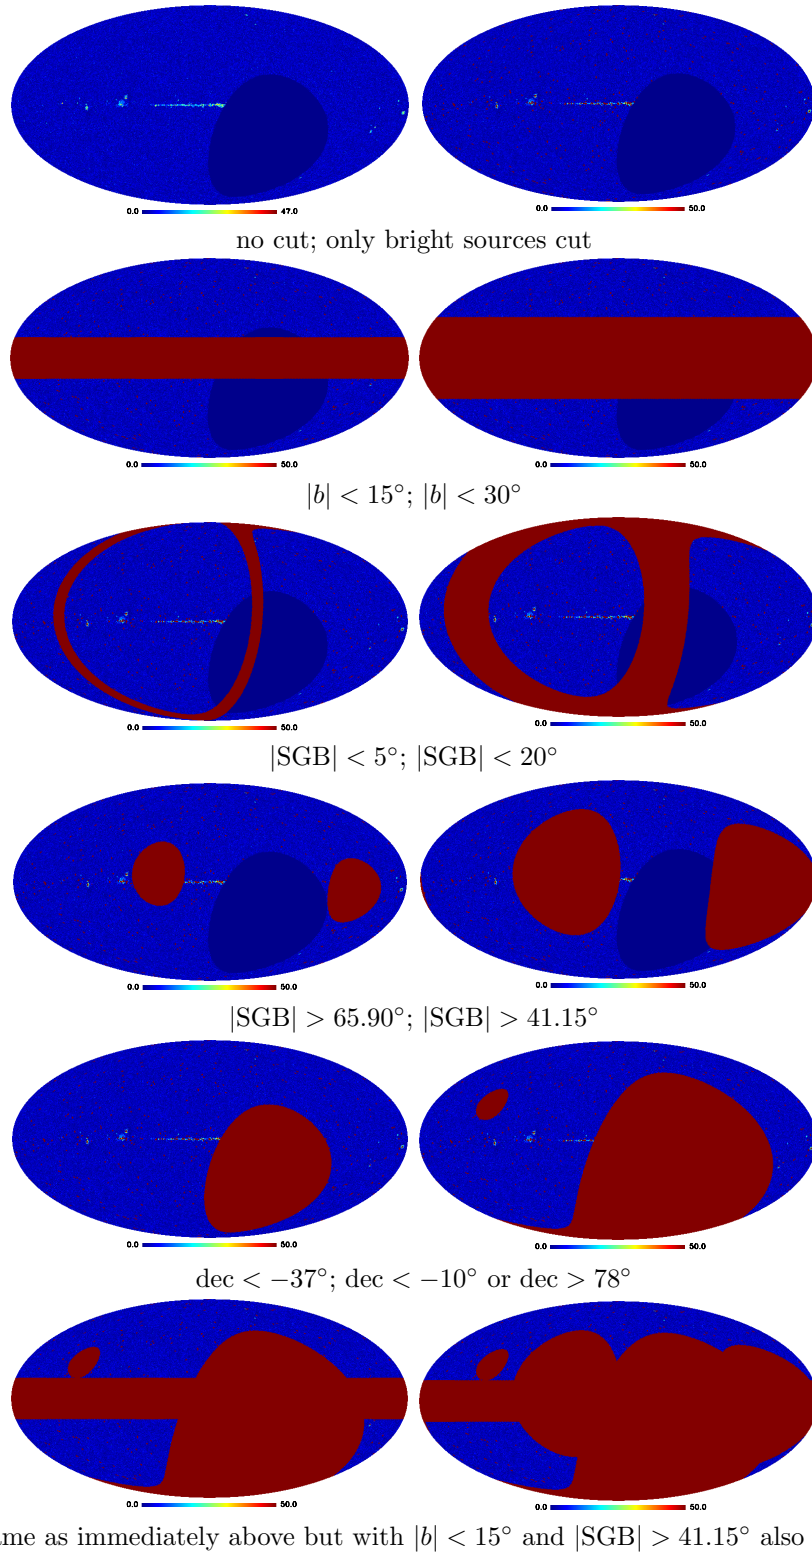 0.0 47.0 0.0 50.0
no cut; only bright sources cut
0.0 50.0 0.0 50.0
|b| < 15°; |b| < 30°
0.0 50.0 0.0 50.0
|SGB| < 5°; |SGB| < 20°
0.0 50.0 0.0 50.0
|SGB| > 65.90°; |SGB| > 41.15°
0.0 50.0 0.0 50.0
dec < −37°; dec < −10° or dec > 78°
0.0 50.0 0.0 50.0
as immediately above but with |b| < 15° and |SGB| > 41.15° also